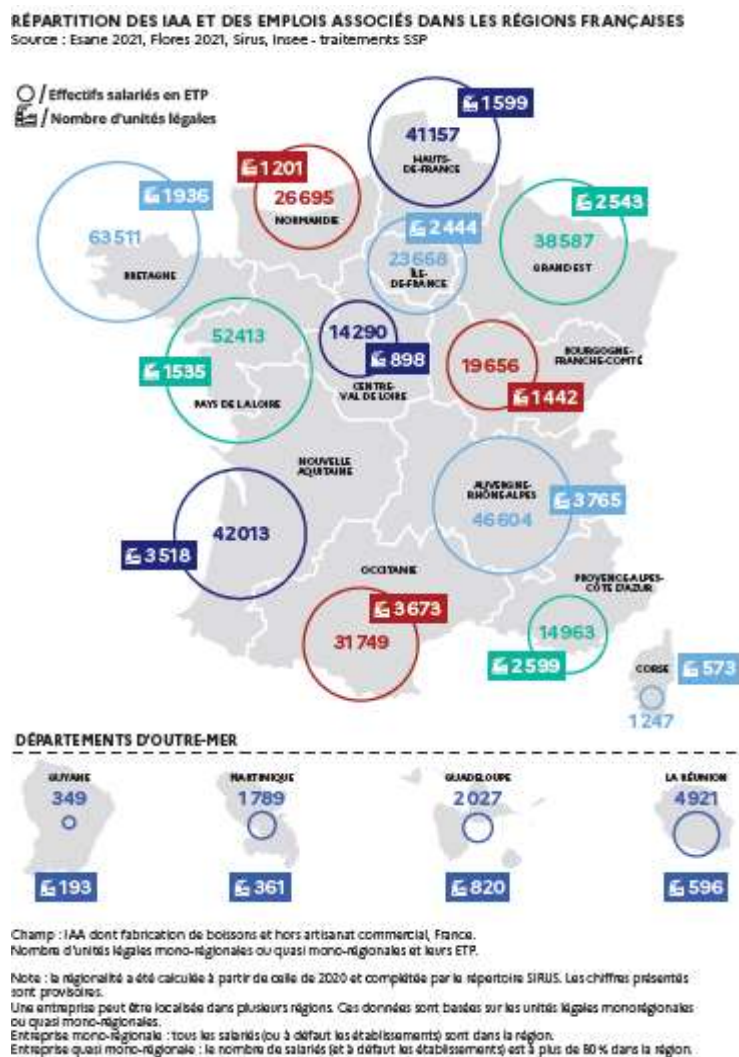 RÉPARTITION DES IAA ET DES EMPLOIS ASSOCIÉS DANS LES RÉGIONS FRANÇAISES
Source : Esane 2021, Flores 2021, Sirus, Insee - traitements SSP
/ Effectifs salariés en ETP
/ Nombre d'unités légales
1599
41157
HAUTS-
DE-FRANCE
1201
26695
NORMANDIE
1936
63511
BRETAGNE
2444
23668
ÎLE-
DE-FRANCE
2543
38587
GRAND EST
52413
1535
PAYS DE LA LOIRE
14290
898
CENTRE-
VAL DE LOIRE
19656
1442
BOURGOGNE-
FRANCHE-COMTÉ
NOUVELLE
AQUITAINE
42013
3518
AUVERGNE-
RHÔNE-ALPES
3765
46604
OCCITANIE
3673
31749
PROVENCE-ALPES-
CÔTE D'AZUR
14963
2599
CORSE
573
1247
DÉPARTEMENTS D'OUTRE-MER
GUYANE
349
193
MARTINIQUE
1789
361
GUADELOUPE
2027
820
LA RÉUNION
4921
596
Champ : IAA dont fabrication de boissons et hors artisanat commercial, France.
Nombre d'unités légales mono-régionales ou quasi mono-régionales et leurs ETP.
Note : la régionalité a été calculée à partir de celle de 2020 et complétée par le répertoire SIRUS. Les chiffres présentés
sont provisoires.
Une entreprise peut être localisée dans plusieurs régions. Ces données sont basées sur les unités légales monorégionales
ou quasi mono-régionales.
Entreprise mono-régionale : tous les salariés (ou à défaut les établissements) sont dans la région.
Entreprise quasi mono-régionale : le nombre de salariés (et à défaut les établissements) est à plus de 80 % dans la région.